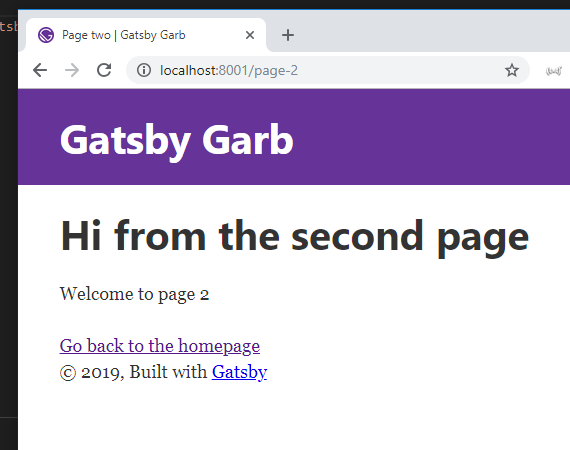 tsb
Page two | Gatsby Garb
localhost:8001/page-2
Gatsby Garb
Hi from the second page
Welcome to page 2
Go back to the homepage
© 2019, Built with Gatsby